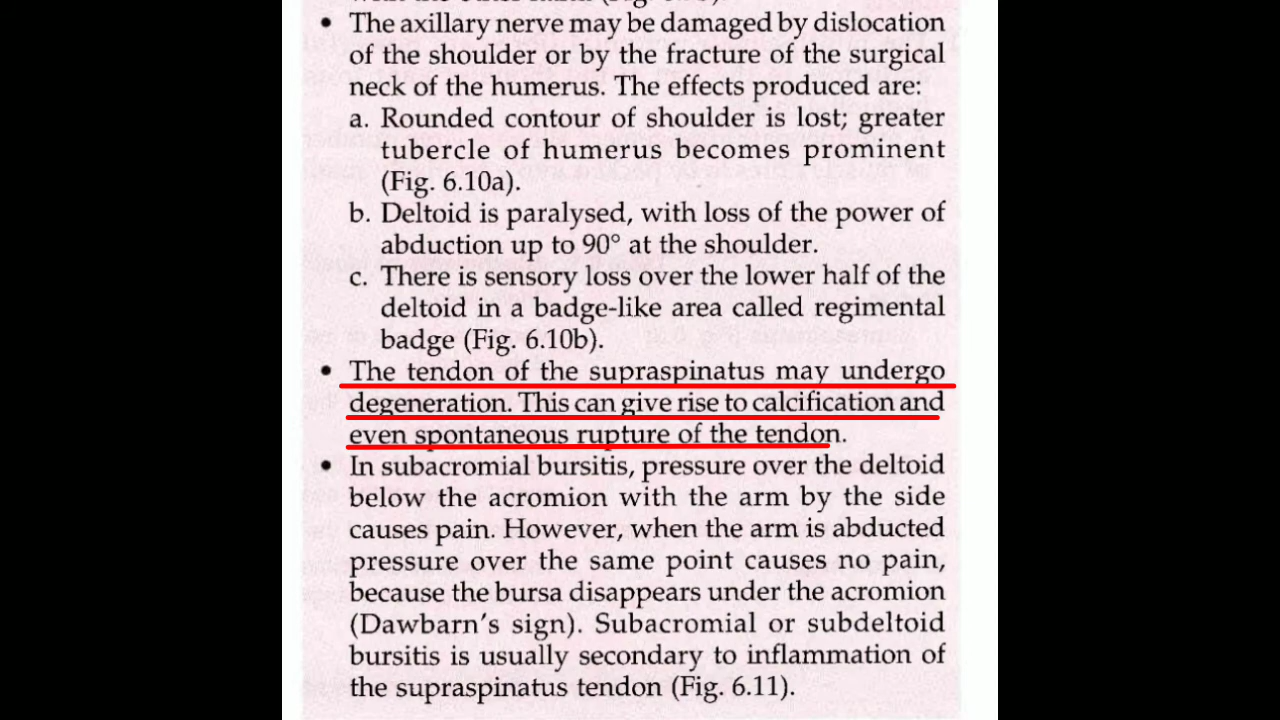 • The axillary nerve may be damaged by dislocation
of the shoulder or by the fracture of the surgical
neck of the humerus. The effects produced are:
a. Rounded contour of shoulder is lost; greater
tubercle of humerus becomes prominent
(Fig. 6.10a).
b. Deltoid is paralysed, with loss of the power of
abduction up to 90° at the shoulder.
c. There is sensory loss over the lower half of the
deltoid in a badge-like area called regimental
badge (Fig. 6.10b).
• The tendon of the supraspinatus may undergo
degeneration. This can give rise to calcification and
even spontaneous rupture of the tendon.
• In subacromial bursitis, pressure over the deltoid
below the acromion with the arm by the side
causes pain. However, when the arm is abducted
pressure over the same point causes no pain,
because the bursa disappears under the acromion
(Dawbarn's sign). Subacromial or subdeltoid
bursitis is usually secondary to inflammation of
the supraspinatus tendon (Fig. 6.11).